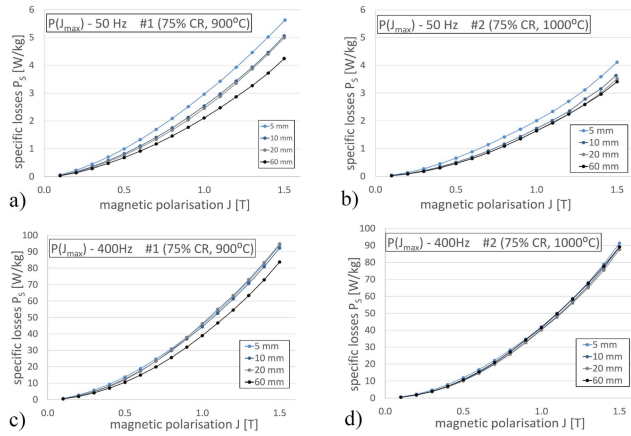 P(Jmax) - 50 Hz #1 (75% CR, 900°C)
specific losses PS [W/kg]
6
5
4
3
2
1
0
5 mm
10 mm
20 mm
60 mm
0.0 0.5 1.0 1.5
a) magnetic polarisation J [T]
P(Jmax) - 50 Hz #2 (75% CR, 1000°C)
specific losses PS [W/kg]
6
5
4
3
2
1
0
5 mm
10 mm
20 mm
60 mm
0.0 0.5 1.0 1.5
b) magnetic polarisation J [T]
P(Jmax) - 400Hz #1 (75% CR, 900°C)
specific losses PS [W/kg]
100
90
80
70
60
50
40
30
20
10
0
5 mm
10 mm
20 mm
60 mm
0.0 0.5 1.0 1.5
c) magnetic polarisation J [T]
P(Jmax) - 400Hz #2 (75% CR, 1000°C)
specific losses PS [W/kg]
100
90
80
70
60
50
40
30
20
10
0
5 mm
10 mm
20 mm
60 mm
0.0 0.5 1.0 1.5
d) magnetic polarisation J [T]